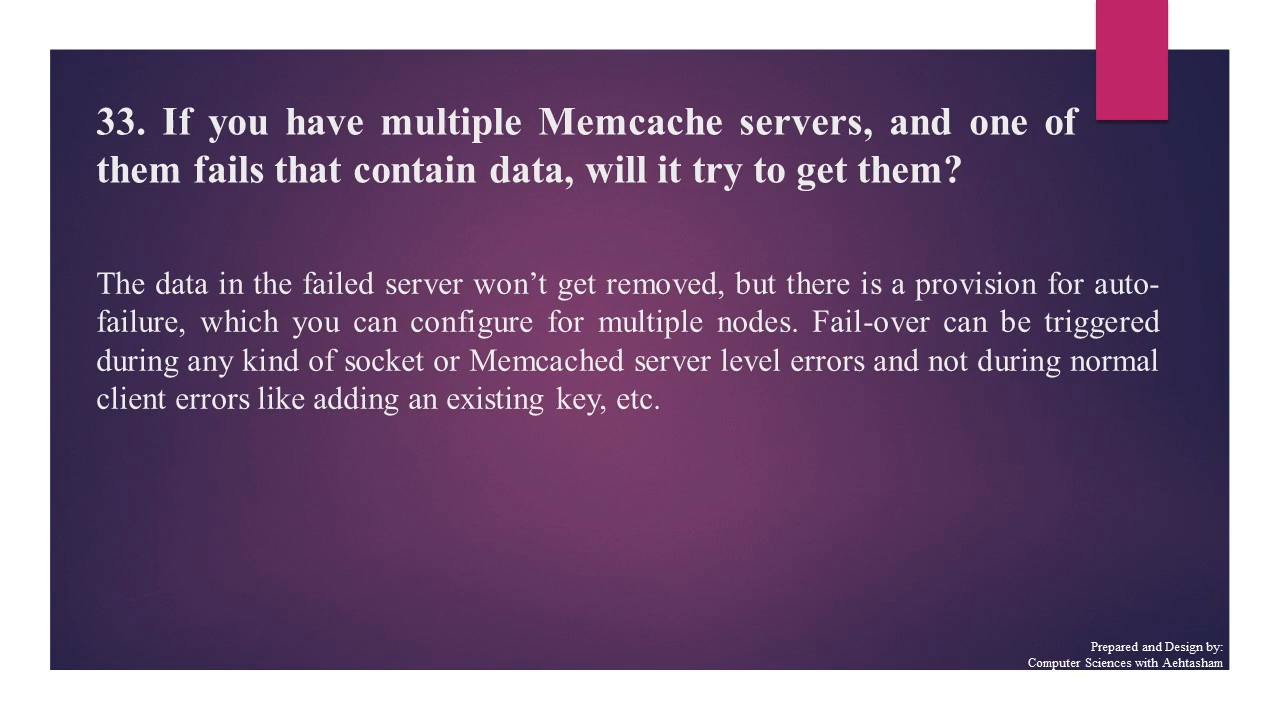 33. If you have multiple Memcache servers, and one of
them fails that contain data, will it try to get them?
The data in the failed server won’t get removed, but there is a provision for auto-
failure, which you can configure for multiple nodes. Fail-over can be triggered
during any kind of socket or Memcached server level errors and not during normal
client errors like adding an existing key, etc.
Prepared and Design by:
Computer Sciences with Aehtasham